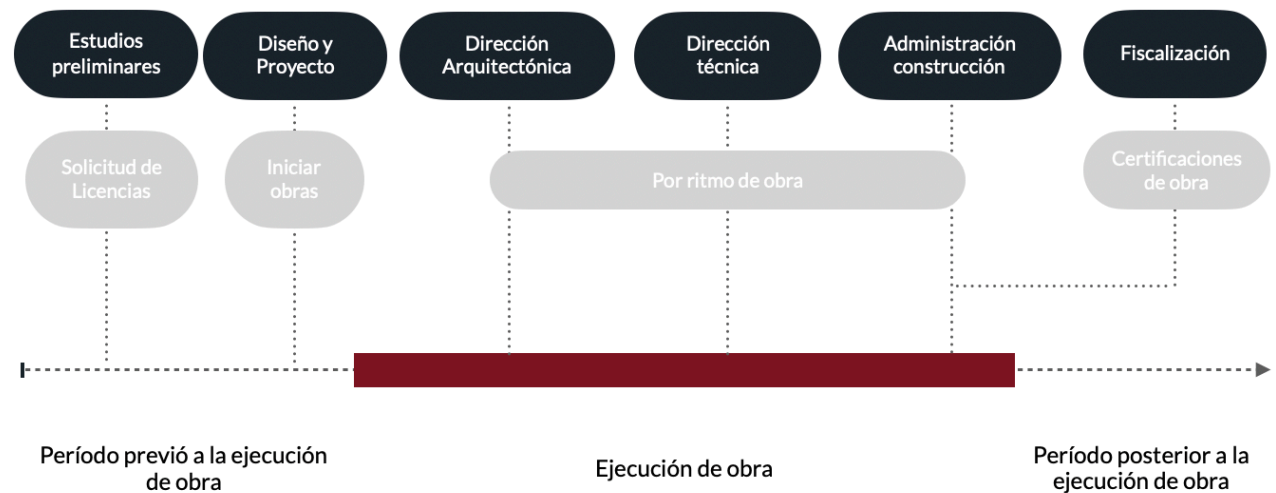 Estudios
preliminares
Diseño y
Proyecto
Dirección
Arquitectónica
Dirección
técnica
Administración
construcción
Fiscalización
Solicitud de
Licencias
Iniciar
obras
Por ritmo de obra
Certificaciones
de obra
Período previó a la ejecución
de obra
Ejecución de obra
Período posterior a la
ejecución de obra